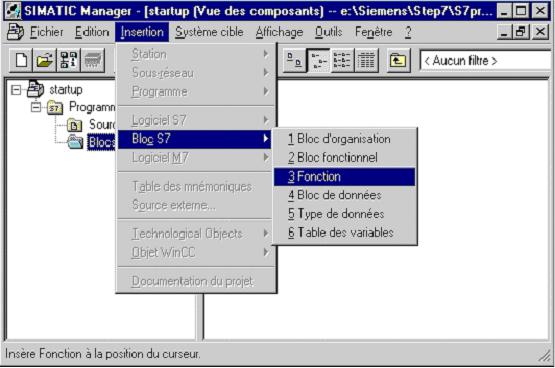 SIMATIC Manager - [startup (Vue des composants) -- e:\Siemens\Step7\S7pr...
Fichier Edition Insertion Système cible Affichage Outils Fenêtre ?
< Aucun filtre >
startup
Programm
Sourc
Blocs
Station
Sous-réseau
Programme
Logiciel S7
Bloc S7
Logiciel M7
Table des mnémoniques
Source externe...
Technological Objects
Objet WinCC
Documentation du projet
1 Bloc d'organisation
2 Bloc fonctionnel
3 Fonction
4 Bloc de données
5 Type de données
6 Table des variables
Insère Fonction à la position du curseur.